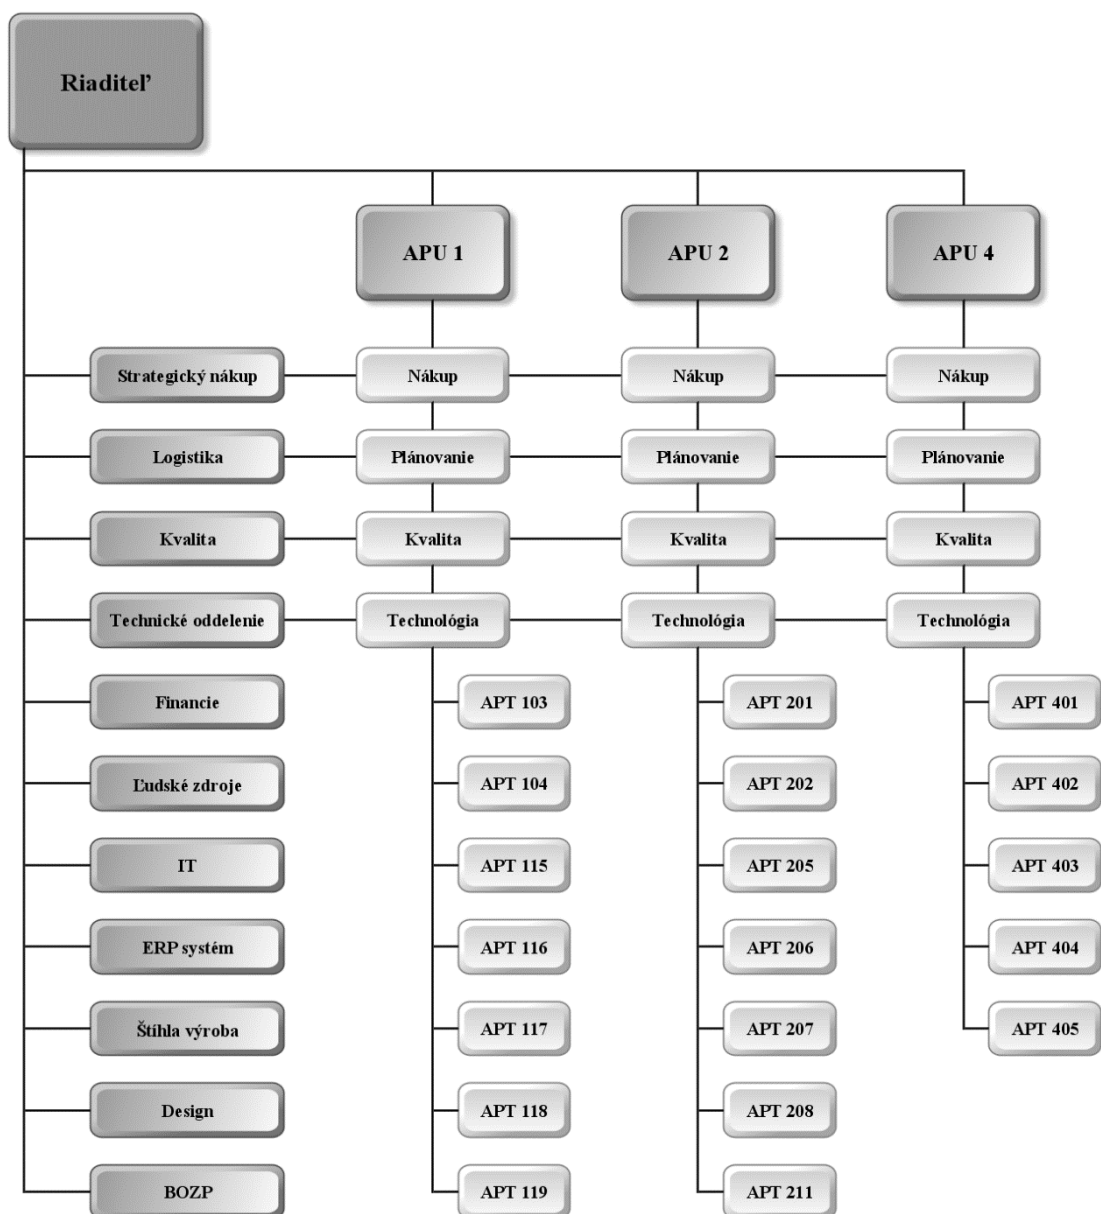 Riaditeľ
APU 1
APU 2
APU 4
Strategický nákup
Nákup
Nákup
Nákup
Logistika
Plánovanie
Plánovanie
Plánovanie
Kvalita
Kvalita
Kvalita
Kvalita
Technické oddelenie
Technológia
Technológia
Technológia
Financie
APT 103
APT 201
APT 401
Ľudské zdroje
APT 104
APT 202
APT 402
IT
APT 115
APT 205
APT 403
ERP systém
APT 116
APT 206
APT 404
Štíhla výroba
APT 117
APT 207
APT 405
Design
APT 118
APT 208
BOZP
APT 119
APT 211